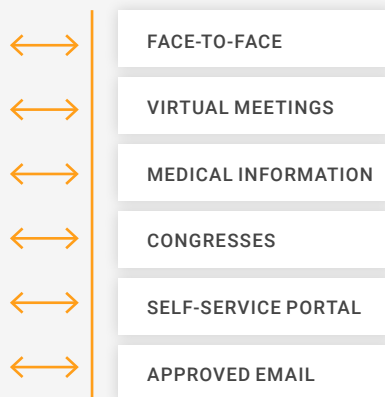 FACE-TO-FACE
VIRTUAL MEETINGS
MEDICAL INFORMATION
CONGRESSES
SELF-SERVICE PORTAL
APPROVED EMAIL